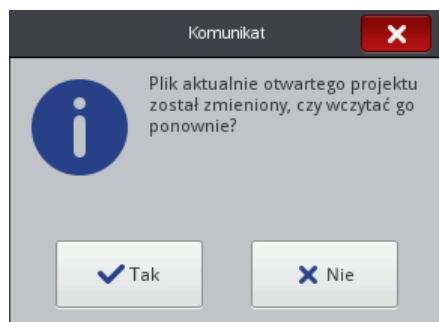 Komunikat
Plik aktualnie otwartego projektu
został zmieniony, czy wczytać go
ponownie?
Tak
Nie